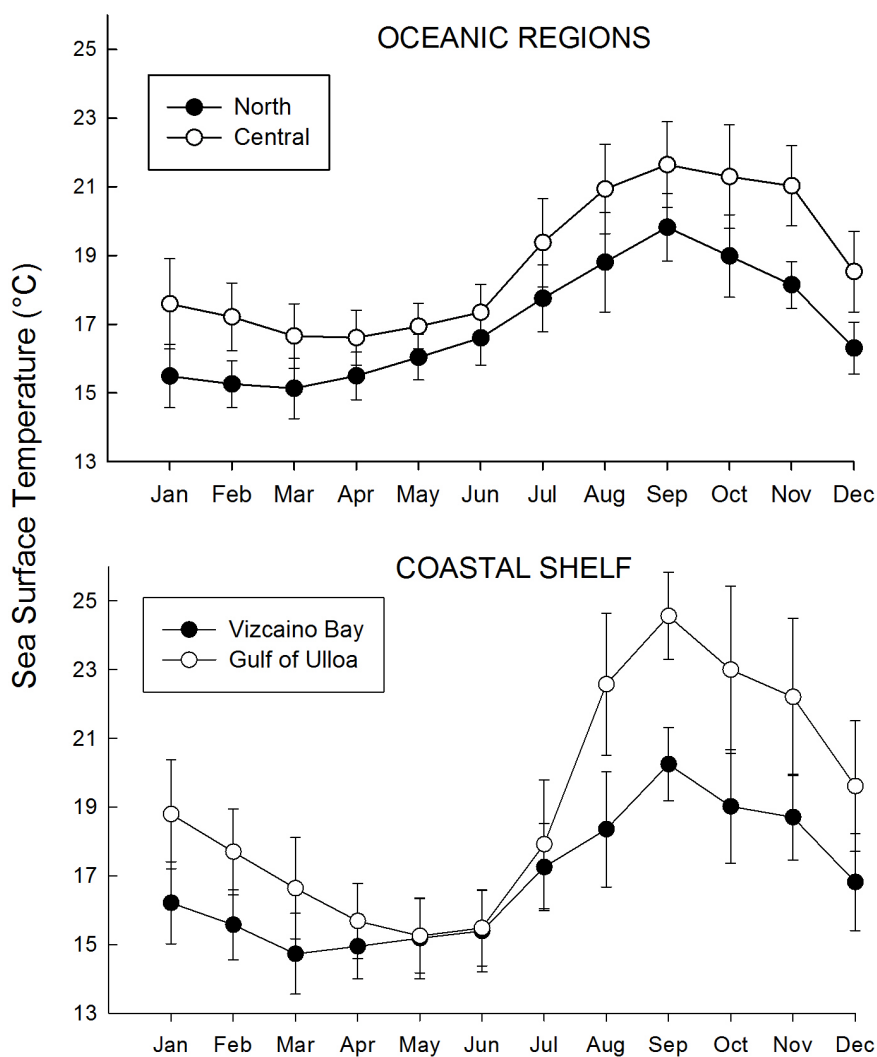 Sea Surface Temperature (°C)
OCEANIC REGIONS
North
Central
25
23
21
19
17
15
13
Jan Feb Mar Apr May Jun Jul Aug Sep Oct Nov Dec
COASTAL SHELF
Vizcaino Bay
Gulf of Ulloa
25
23
21
19
17
15
13
Jan Feb Mar Apr May Jun Jul Aug Sep Oct Nov Dec